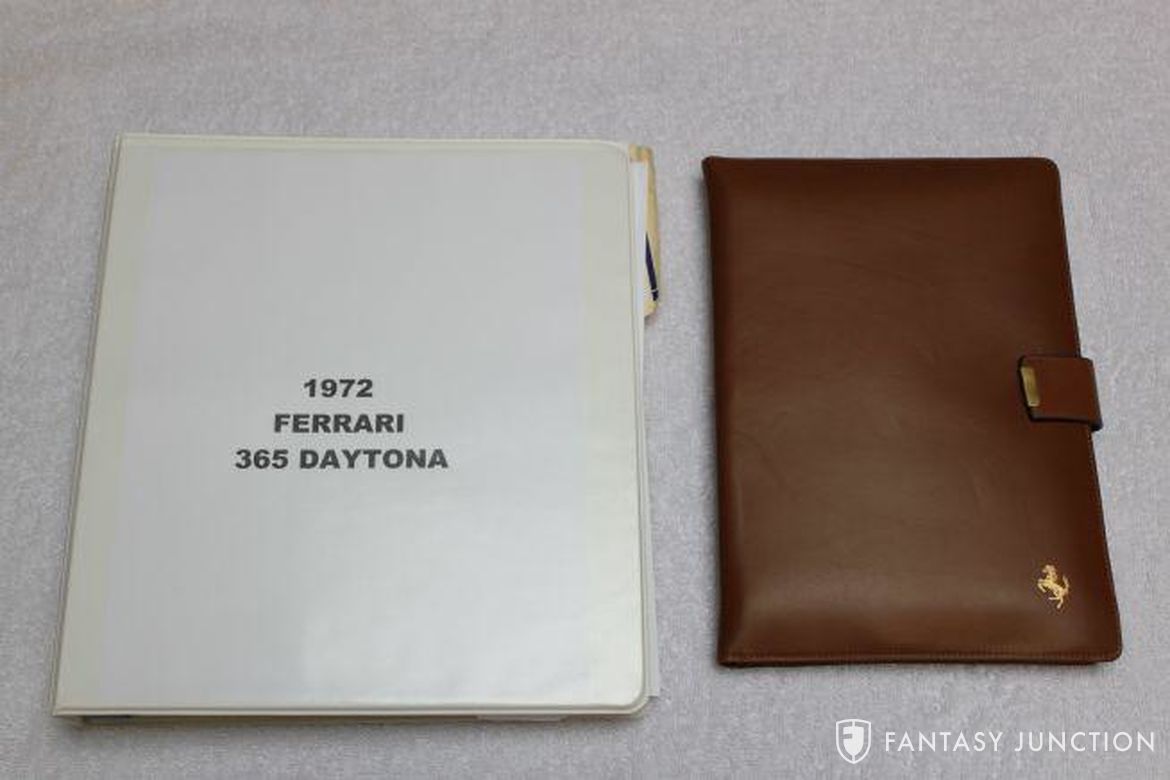 1972
FERRARI
365 DAYTONA
FANTASY JUNCTION